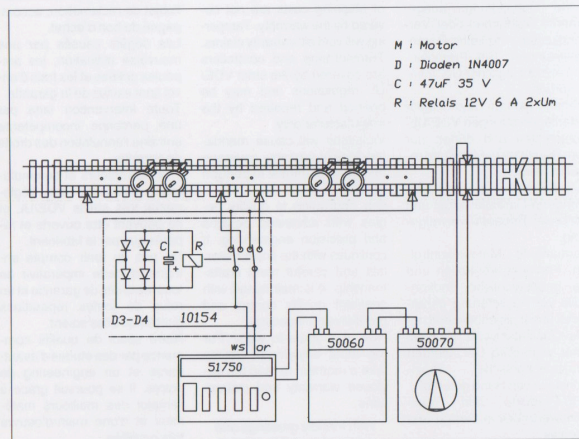 M : Motor
D : Dioden 1N4007
C : 47uF 35 V
R : Relais 12V 6 A 2xUm
C - R
+
D3-D4 10154
ws or
51750
50060
50070